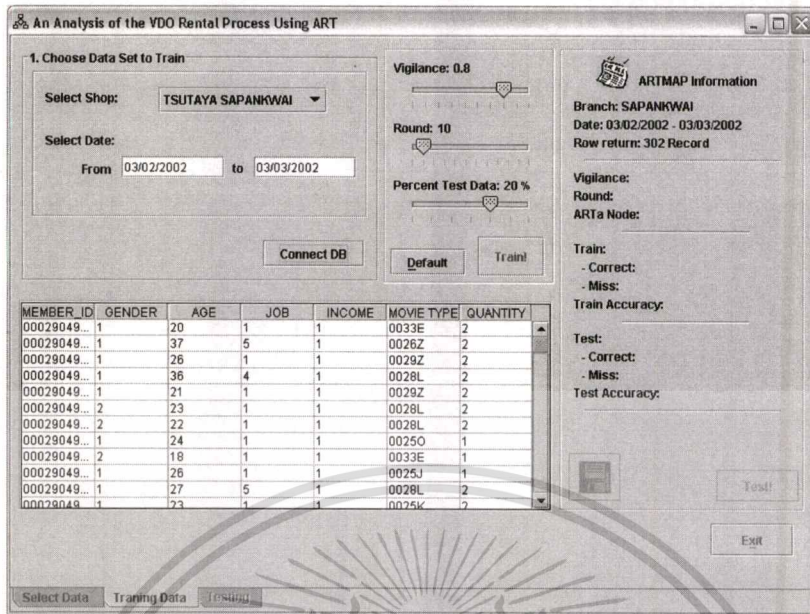 An Analysis of the VDO Rental Process Using ART
1. Choose Data Set to Train
Select Shop: TSUTAYA SAPANKWAI
Select Date:
From 03/02/2002 to 03/03/2002
Connect DB
Vigilance: 0.8
Round: 10
Percent Test Data: 20 %
Default Train!
ARTMAP Information
Branch: SAPANKWAI
Date: 03/02/2002 - 03/03/2002
Row return: 302 Record
Vigilance:
Round:
ARTa Node:
Train:
- Correct:
- Miss:
Train Accuracy:
Test:
- Correct:
- Miss:
Test Accuracy:
Test!
Exit
MEMBER_ID GENDER AGE JOB INCOME MOVIE TYPE QUANTITY
00029049... 1 20 1 1 0033E 2
00029049... 1 37 5 1 0026Z 2
00029049... 1 26 1 1 0029Z 2
00029049... 1 36 4 1 0028L 2
00029049... 1 21 1 1 0029Z 2
00029049... 2 23 1 1 0028L 2
00029049... 2 22 1 1 0028L 2
00029049... 1 24 1 1 0025O 1
00029049... 2 18 1 1 0033E 1
00029049... 1 26 1 1 0025J 1
00029049... 1 27 5 1 0028L 2
00029049... 1 23 1 1 0025K 2
Select Data Traning Data Testing